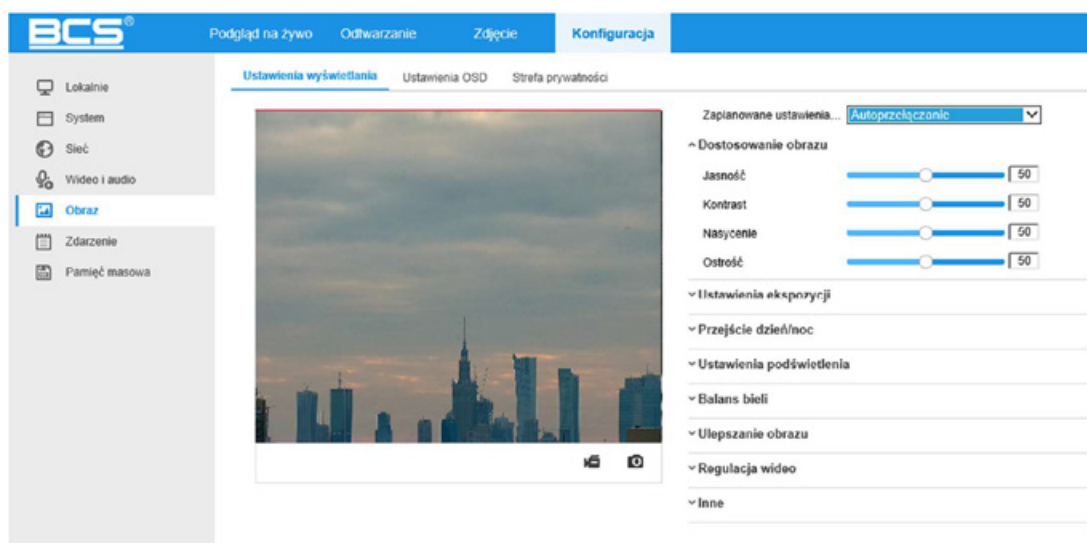 BCS®
Podgląd na żywo Odtwarzanie Zdjęcie Konfiguracja
Lokalnie
System
Sieć
Wideo i audio
Obraz
Zdarzenie
Pamięć masowa
Ustawienia wyświetlania Ustawienia OSD Strefa prywatności
Zaplanowane ustawienia... Autoprzełączanie
Dostosowanie obrazu
Jasność 50
Kontrast 50
Nasycenie 50
Ostrość 50
Ustawienia ekspozycji
Przejście dzień/noc
Ustawienia podświetlenia
Balans bieli
Ulepszanie obrazu
Regulacja wideo
Inne